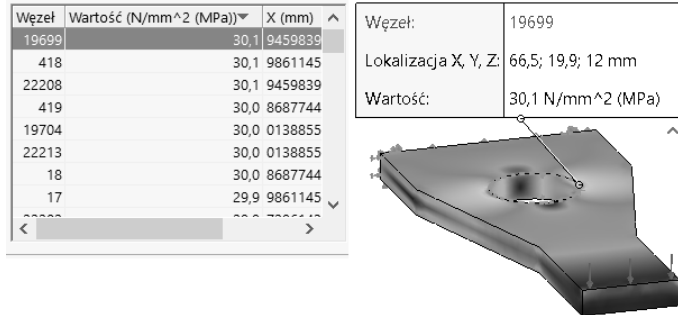 Węzeł Wartość (N/mm^2 (MPa)) X (mm)
19699 30,1 9459839
418 30,1 9861145
22208 30,1 9459839
419 30,0 8687744
19704 30,0 0138855
22213 30,0 0138855
18 30,0 8687744
17 29,9 9861145
Węzeł: 19699
Lokalizacja X, Y, Z: 66,5; 19,9; 12 mm
Wartość: 30,1 N/mm^2 (MPa)